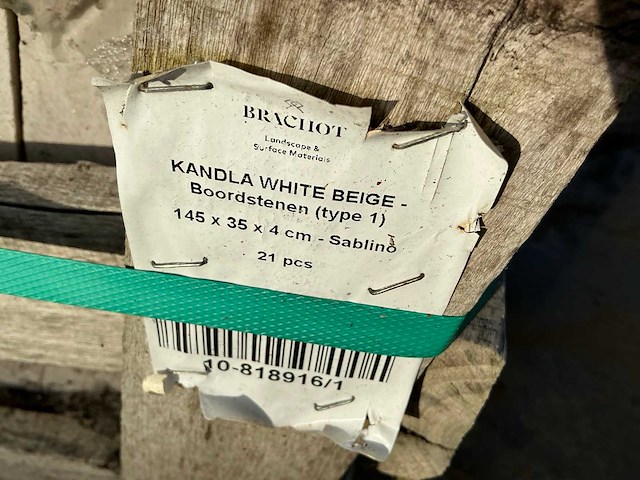 BRACHOT
Landscape &
Surface Materials
KANDLA WHITE BEIGE -
Boordstenen (type 1)
145 x 35 x 4 cm - Sablino
21 pcs
10-818916/1